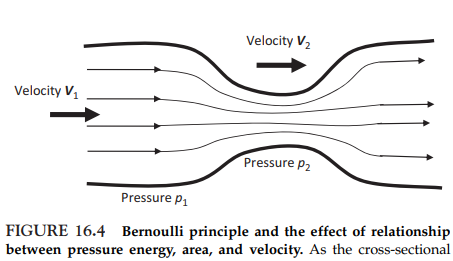 Velocity V₂
Velocity V₁
Pressure p₂
Pressure p₁
FIGURE 16.4 Bernoulli principle and the effect of relationship
between pressure energy, area, and velocity. As the cross-sectional